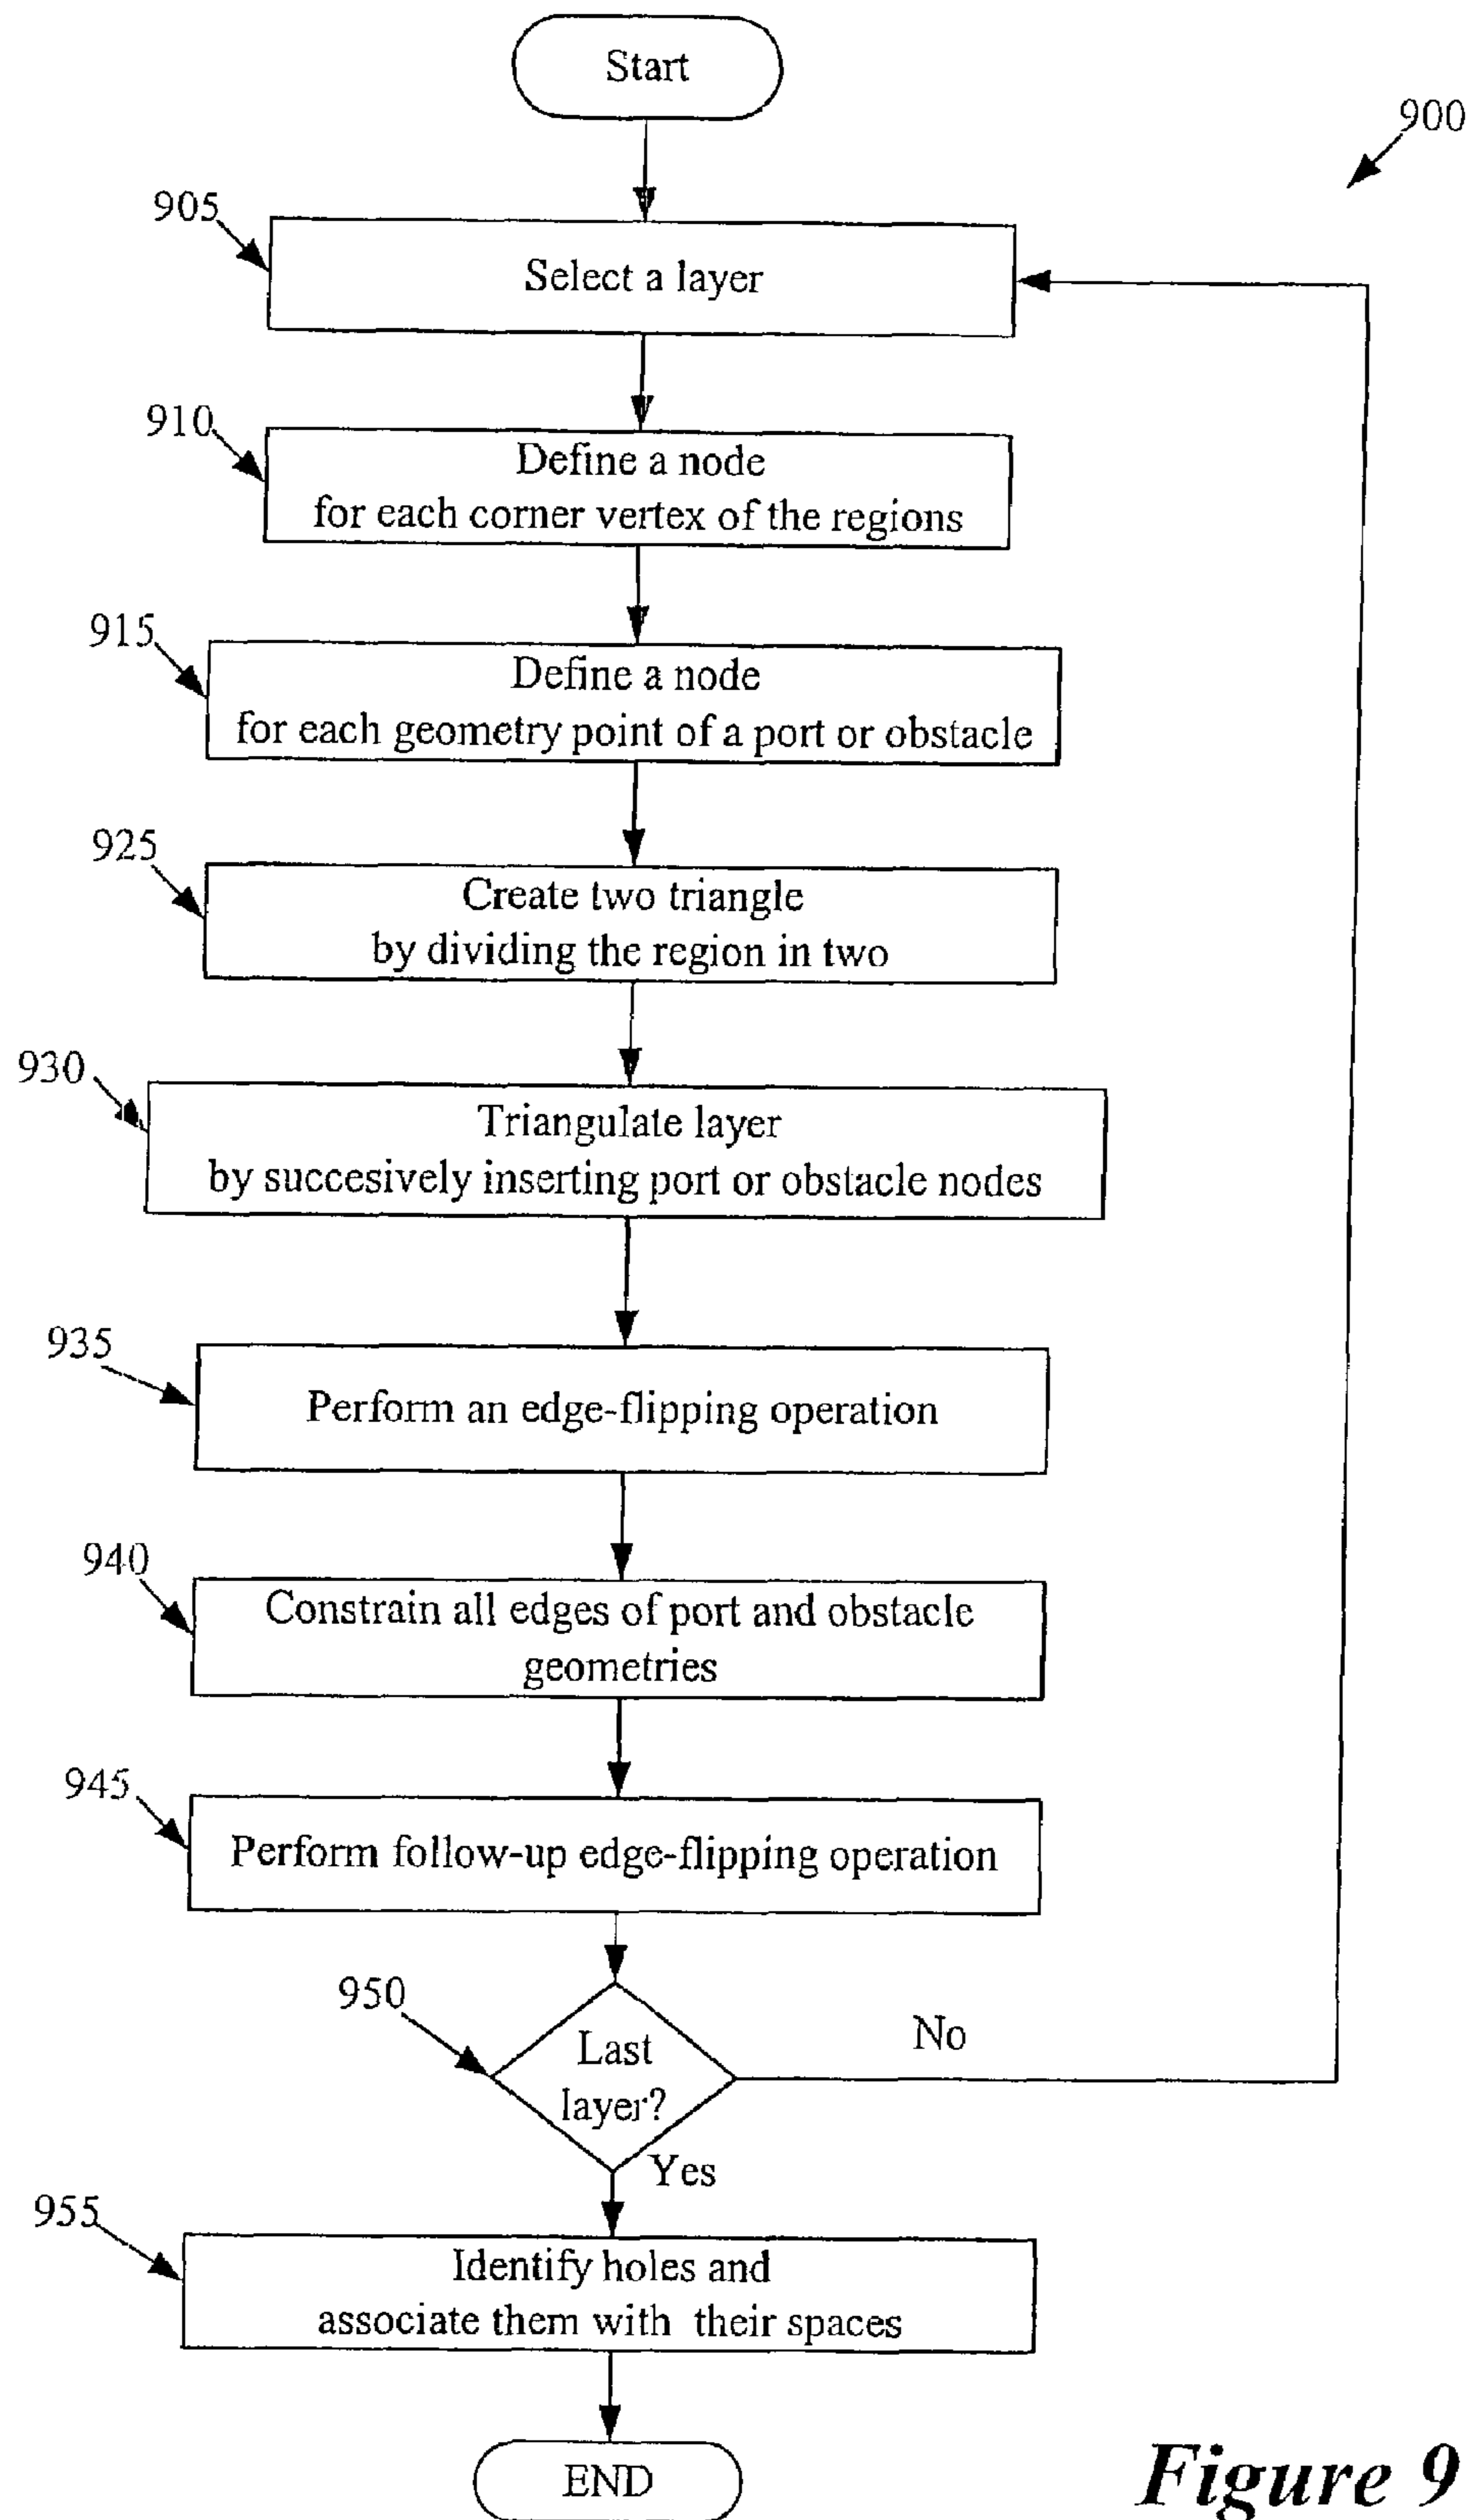 Start
900
905
Select a layer
910
Define a node
for each corner vertex of the regions
915
Define a node
for each geometry point of a port or obstacle
925
Create two triangle
by dividing the region in two
930
Triangulate layer
by succesively inserting port or obstacle nodes
935
Perform an edge-flipping operation
940
Constrain all edges of port and obstacle
geometries
945
Perform follow-up edge-flipping operation
950
Last
layer?
No
Yes
955
Identify holes and
associate them with their spaces
END
Figure 9